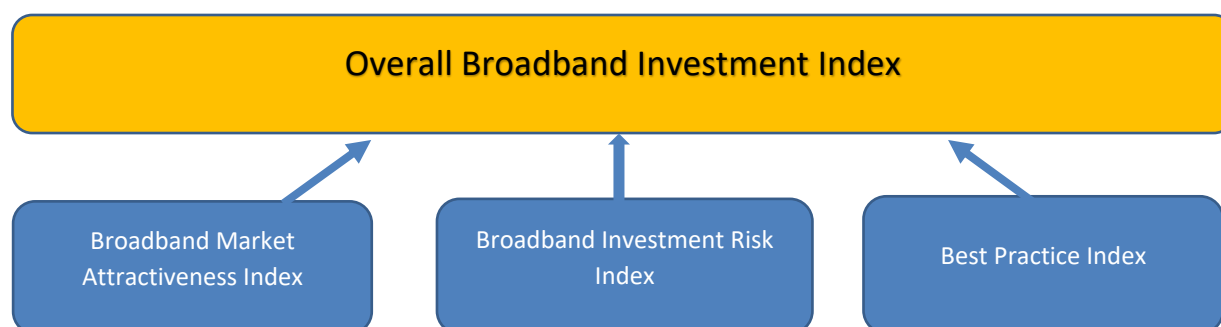 Overall Broadband Investment Index
Broadband Market
Attractiveness Index
Broadband Investment Risk
Index
Best Practice Index